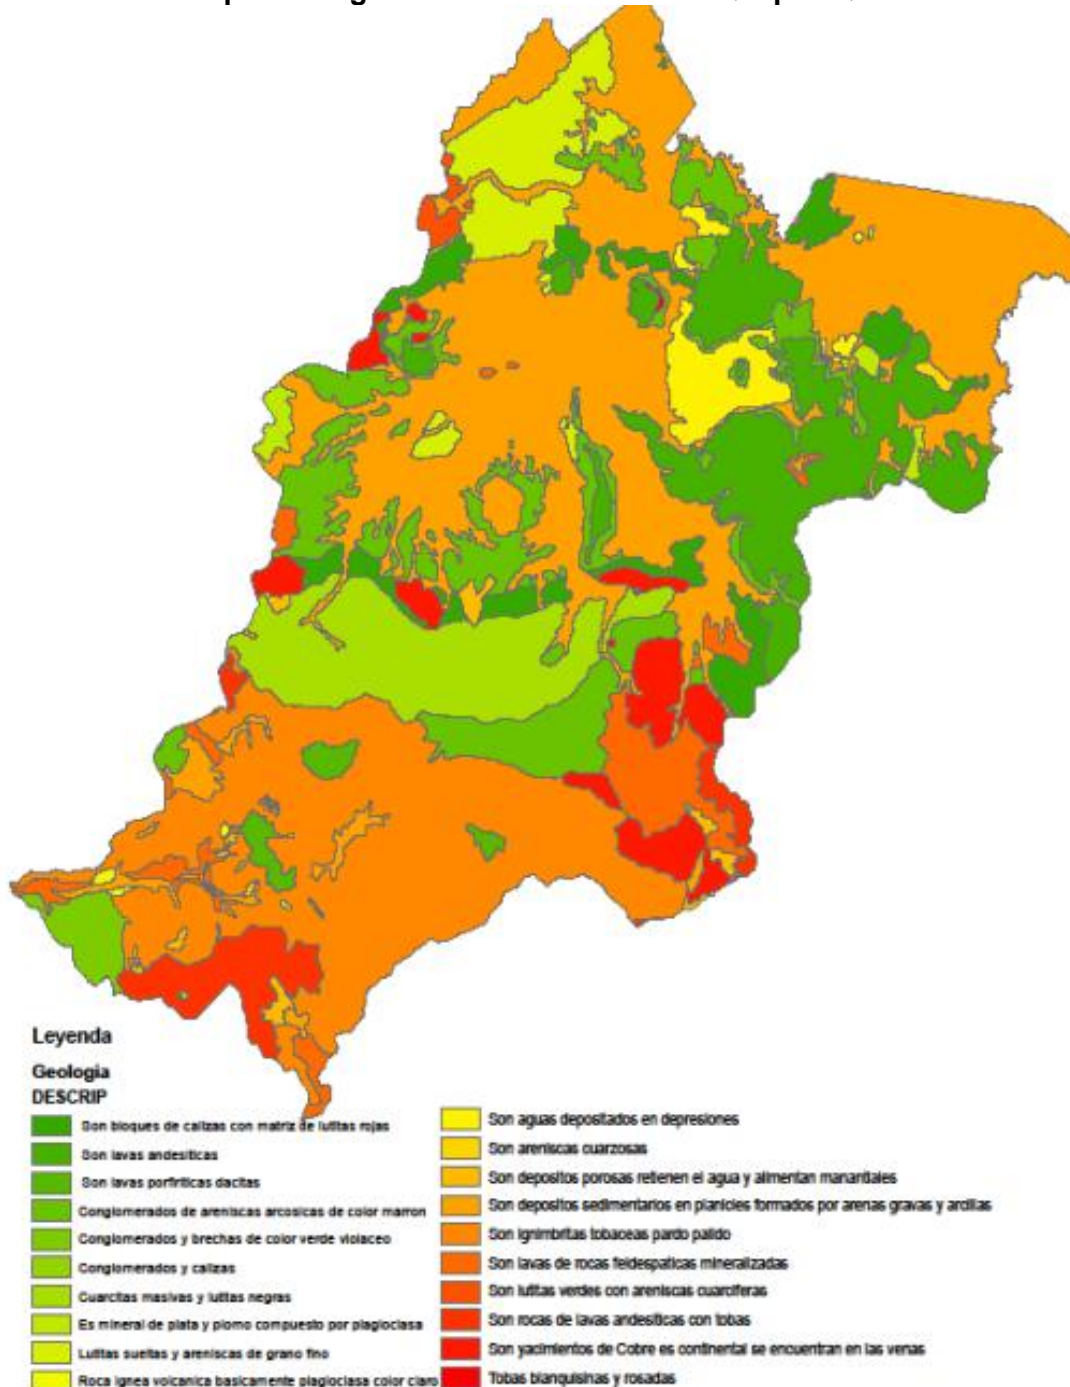 Leyenda
Geologia
DESCRIP
Son bloques de calizas con matriz de lutitas rojas
Son lavas andesiticas
Son lavas porfiriticas dacitas
Conglomerados de areniscas arcosicas de color marron
Conglomerados y brechas de color verde violaceo
Conglomerados y calizas
Cuarcitas masivas y lutitas negras
Es mineral de plata y plomo compuesto por plagioclasa
Lutitas sueltas y areniscas de grano fino
Roca ignea volcanica basicamente plagioclasa color claro
Son aguas depositados en depresiones
Son areniscas cuarzosas
Son depositos porosas retienen el agua y alimentan manantiales
Son depositos sedimentarios en planicies formados por arenas gravas y arcillas
Son ignimbritas tobaceas pardo palido
Son lavas de rocas feldespaticas mineralizadas
Son lutitas verdes con areniscas cuarciferas
Son rocas de lavas andesiticas con tobas
Son yacimientos de Cobre es continental se encuentran en las venas
Tobas blanquisinas y rosadas